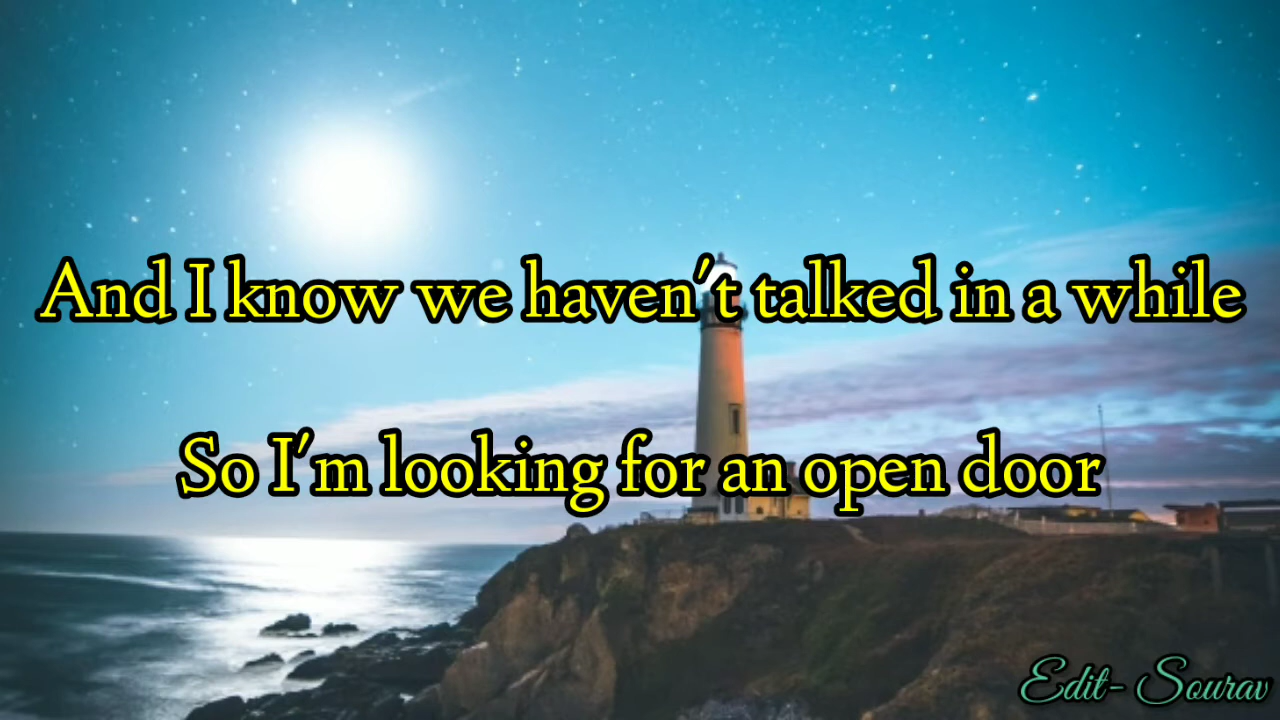 And I know we haven't talked in a while
So I'm looking for an open door
Edit- Sourav